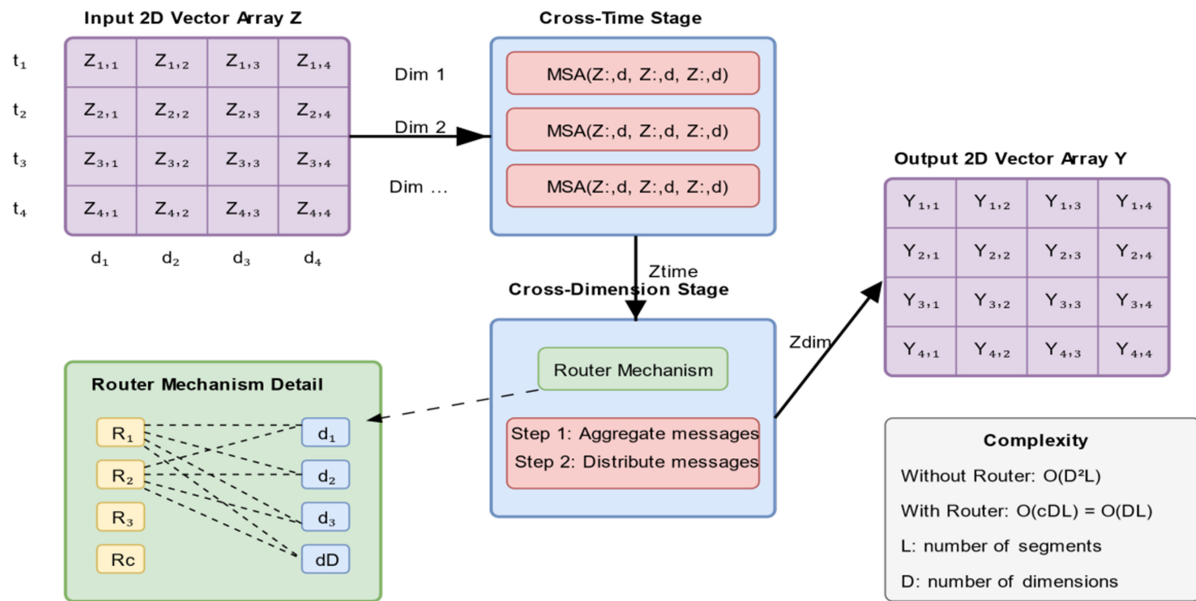 Input 2D Vector Array Z
t₁ Z₁,₁ Z₁,₂ Z₁,₃ Z₁,₄
t₂ Z₂,₁ Z₂,₂ Z₂,₃ Z₂,₄
t₃ Z₃,₁ Z₃,₂ Z₃,₃ Z₃,₄
t₄ Z₄,₁ Z₄,₂ Z₄,₃ Z₄,₄
d₁ d₂ d₃ d₄
Dim 1
Dim 2
Dim ...
Cross-Time Stage
MSA(Z:,d, Z:,d, Z:,d)
MSA(Z:,d, Z:,d, Z:,d)
MSA(Z:,d, Z:,d, Z:,d)
Ztime
Cross-Dimension Stage
Router Mechanism
Step 1: Aggregate messages
Step 2: Distribute messages
Zdim
Output 2D Vector Array Y
Y₁,₁ Y₁,₂ Y₁,₃ Y₁,₄
Y₂,₁ Y₂,₂ Y₂,₃ Y₂,₄
Y₃,₁ Y₃,₂ Y₃,₃ Y₃,₄
Y₄,₁ Y₄,₂ Y₄,₃ Y₄,₄
Router Mechanism Detail
R₁ d₁
R₂ d₂
R₃ d₃
Rc dD
Complexity
Without Router: O(D²L)
With Router: O(cDL) = O(DL)
L: number of segments
D: number of dimensions